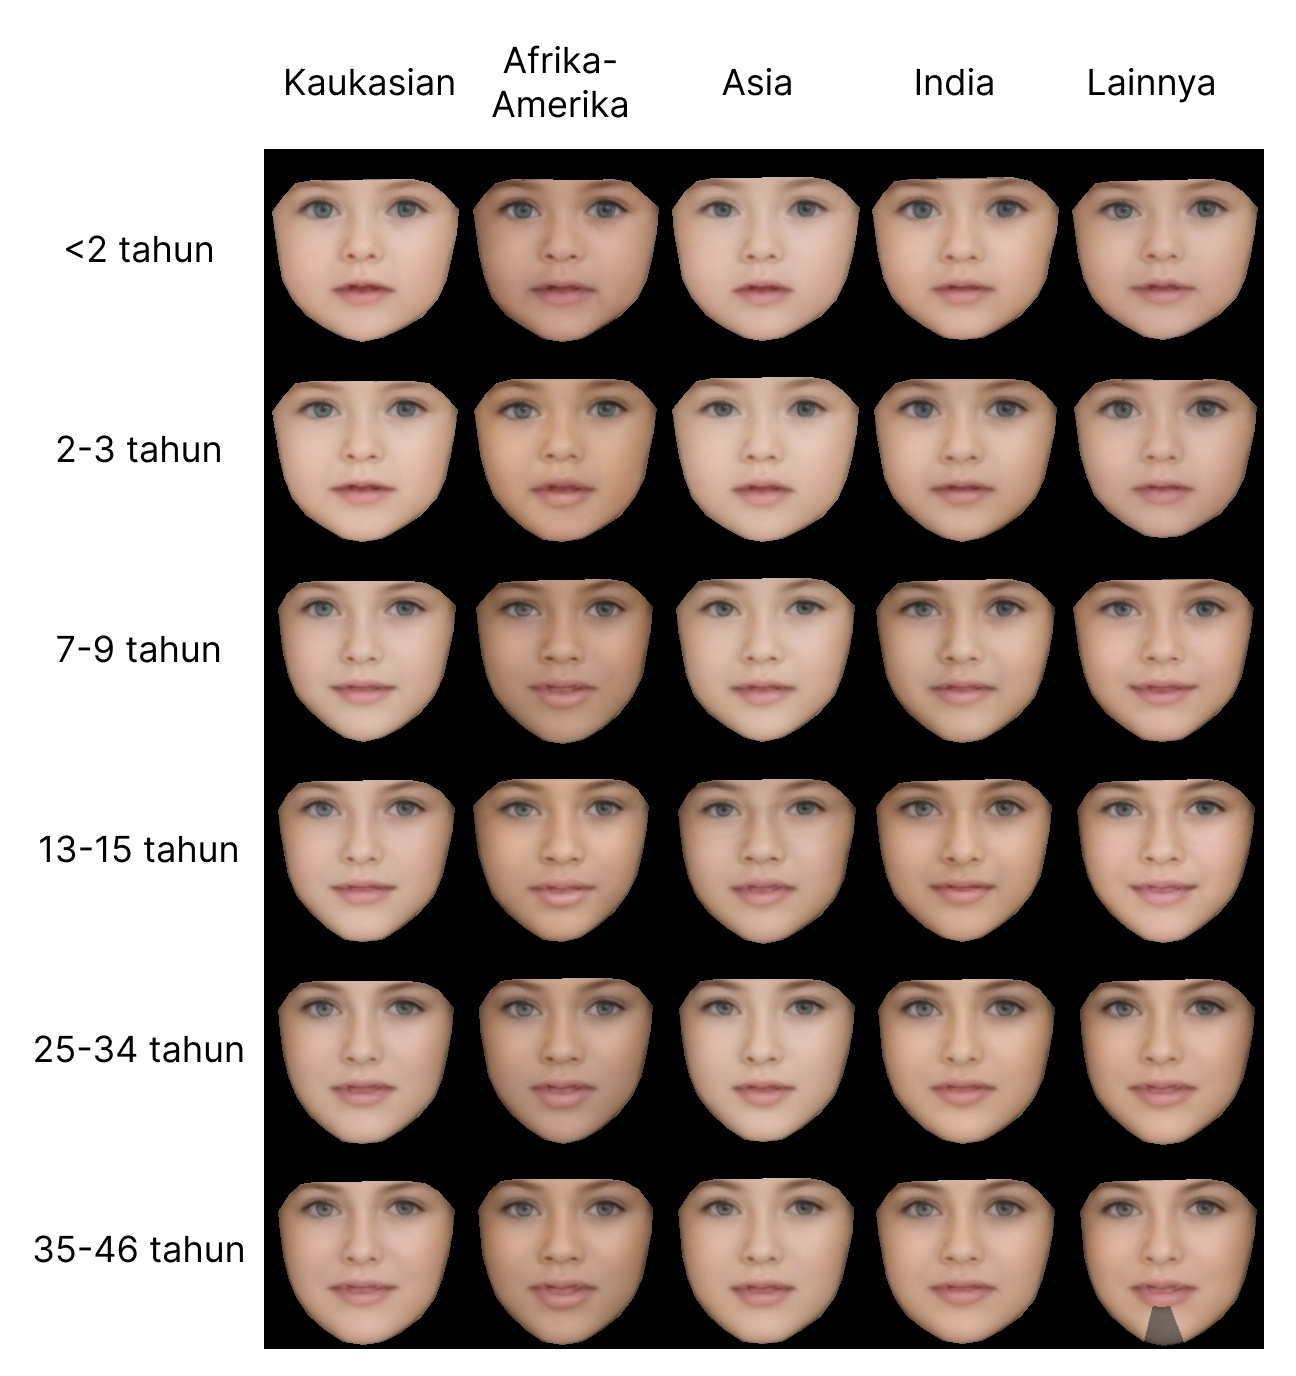 Kaukasian
Afrika-
Amerika
Asia
India
Lainnya
<2 tahun
2-3 tahun
7-9 tahun
13-15 tahun
25-34 tahun
35-46 tahun